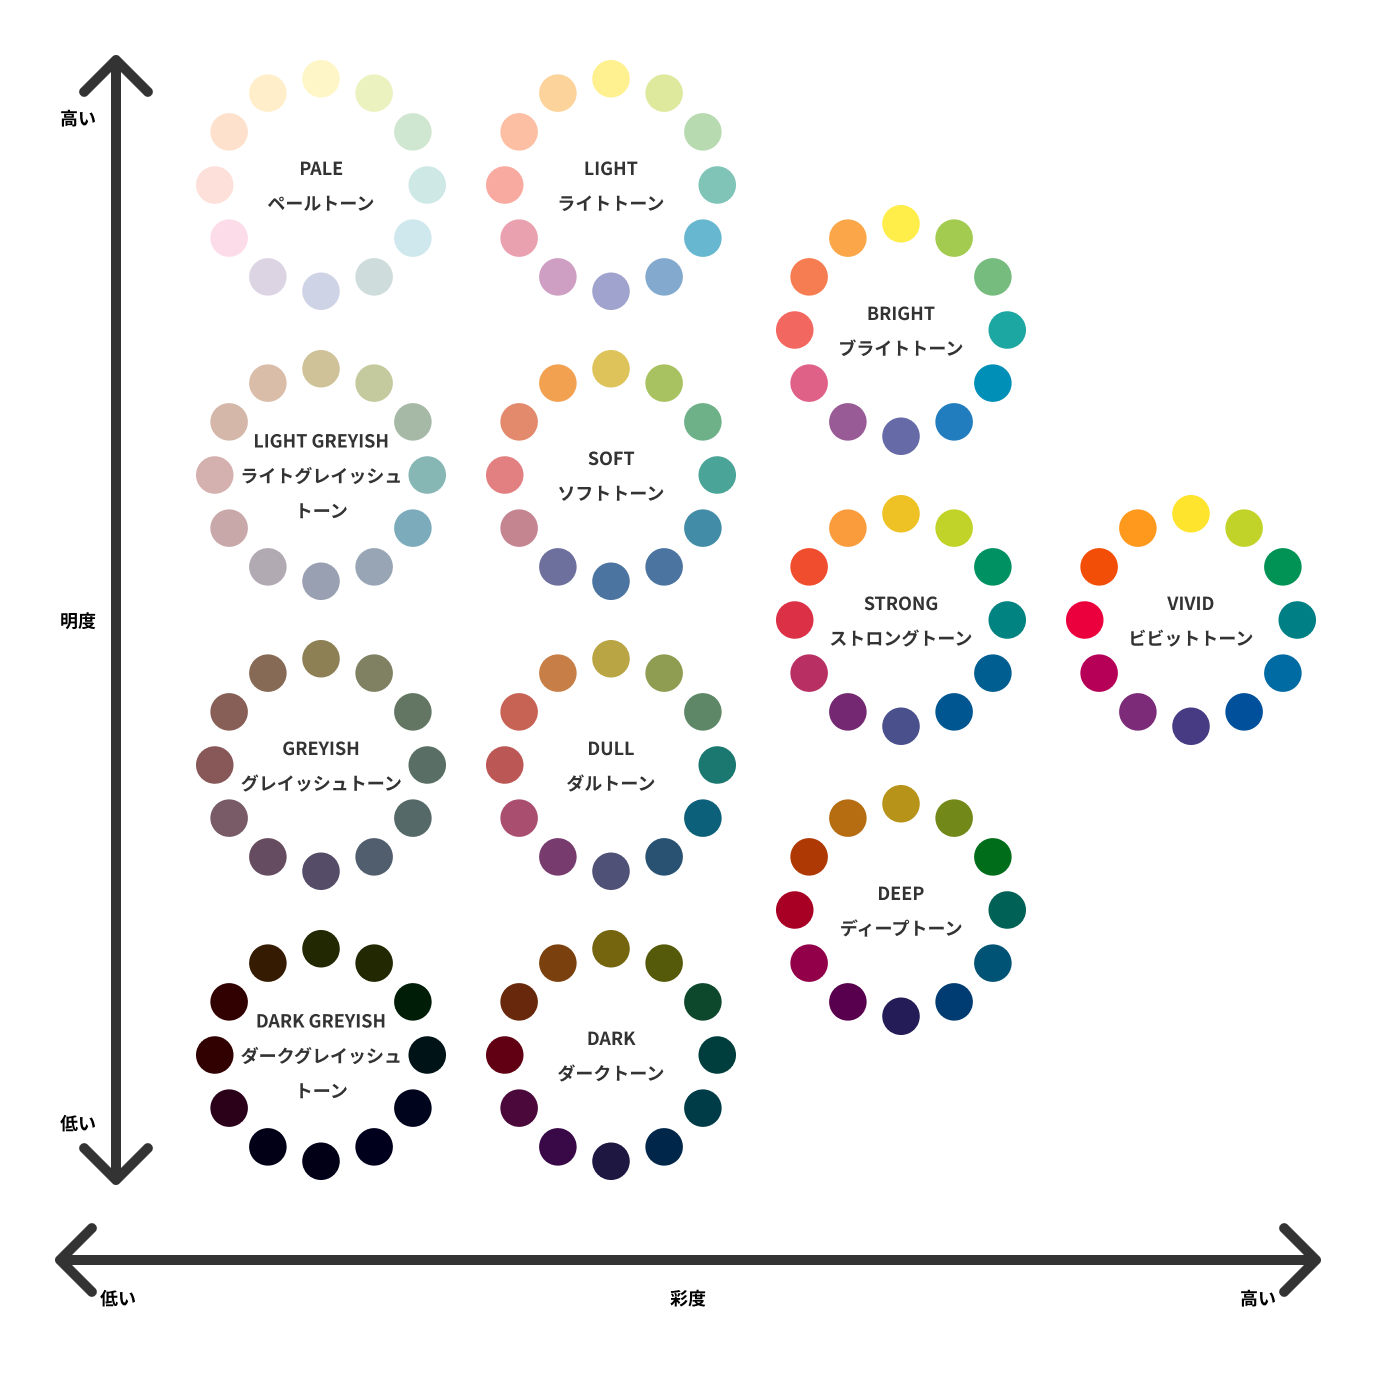 高い
PALE
ペールトーン
LIGHT
ライトトーン
BRIGHT
ブライトトーン
LIGHT GREYISH
ライトグレイッシュ
トーン
SOFT
ソフトトーン
STRONG
ストロングトーン
VIVID
ビビットトーン
明度
GREYISH
グレイッシュトーン
DULL
ダルトーン
DEEP
ディープトーン
DARK GREYISH
ダークグレイッシュ
トーン
DARK
ダークトーン
低い
低い
彩度
高い